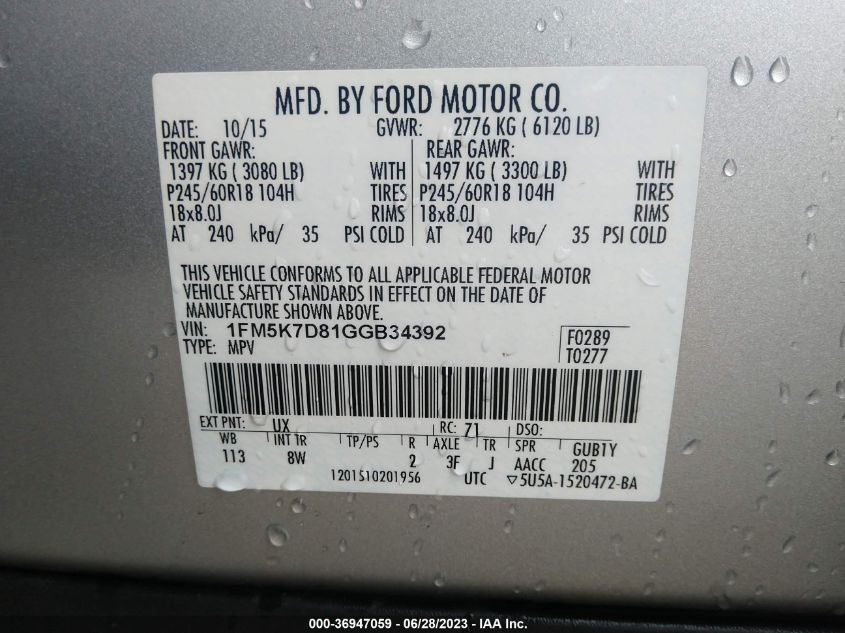 MFD. BY FORD MOTOR CO.
DATE: 10/15 GVWR: 2776 KG ( 6120 LB)
FRONT GAWR: REAR GAWR:
1397 KG ( 3080 LB) WITH 1497 KG ( 3300 LB) WITH
P245/60R18 104H TIRES P245/60R18 104H TIRES
18x8.0J RIMS 18x8.0J RIMS
AT 240 kPa/ 35 PSI COLD AT 240 kPa/ 35 PSI COLD
THIS VEHICLE CONFORMS TO ALL APPLICABLE FEDERAL MOTOR
VEHICLE SAFETY STANDARDS IN EFFECT ON THE DATE OF
MANUFACTURE SHOWN ABOVE.
VIN: 1FM5K7D81GGB34392 F0289
TYPE: MPV T0277
EXT PNT: UX RC: 71 DSO:
WB INT TR TP/PS R AXLE TR SPR GUB1Y
113 8W 2 3F J AACC 205
1201S10201956 UTC ▽5U5A-1520472-BA
000-36947059 - 06/28/2023 - IAA Inc.